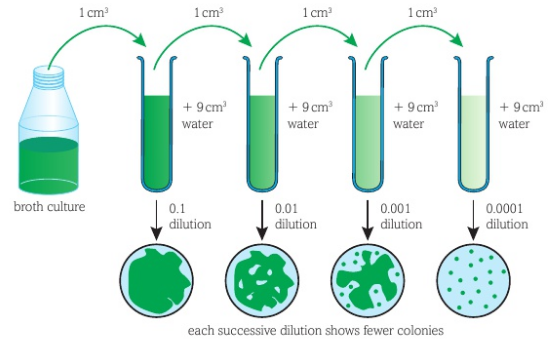 1 cm³
1 cm³
1 cm³
1 cm³
+ 9 cm³
water
+ 9 cm³
water
+ 9 cm³
water
+ 9 cm³
water
broth culture
0.1
dilution
0.01
dilution
0.001
dilution
0.0001
dilution
each successive dilution shows fewer colonies